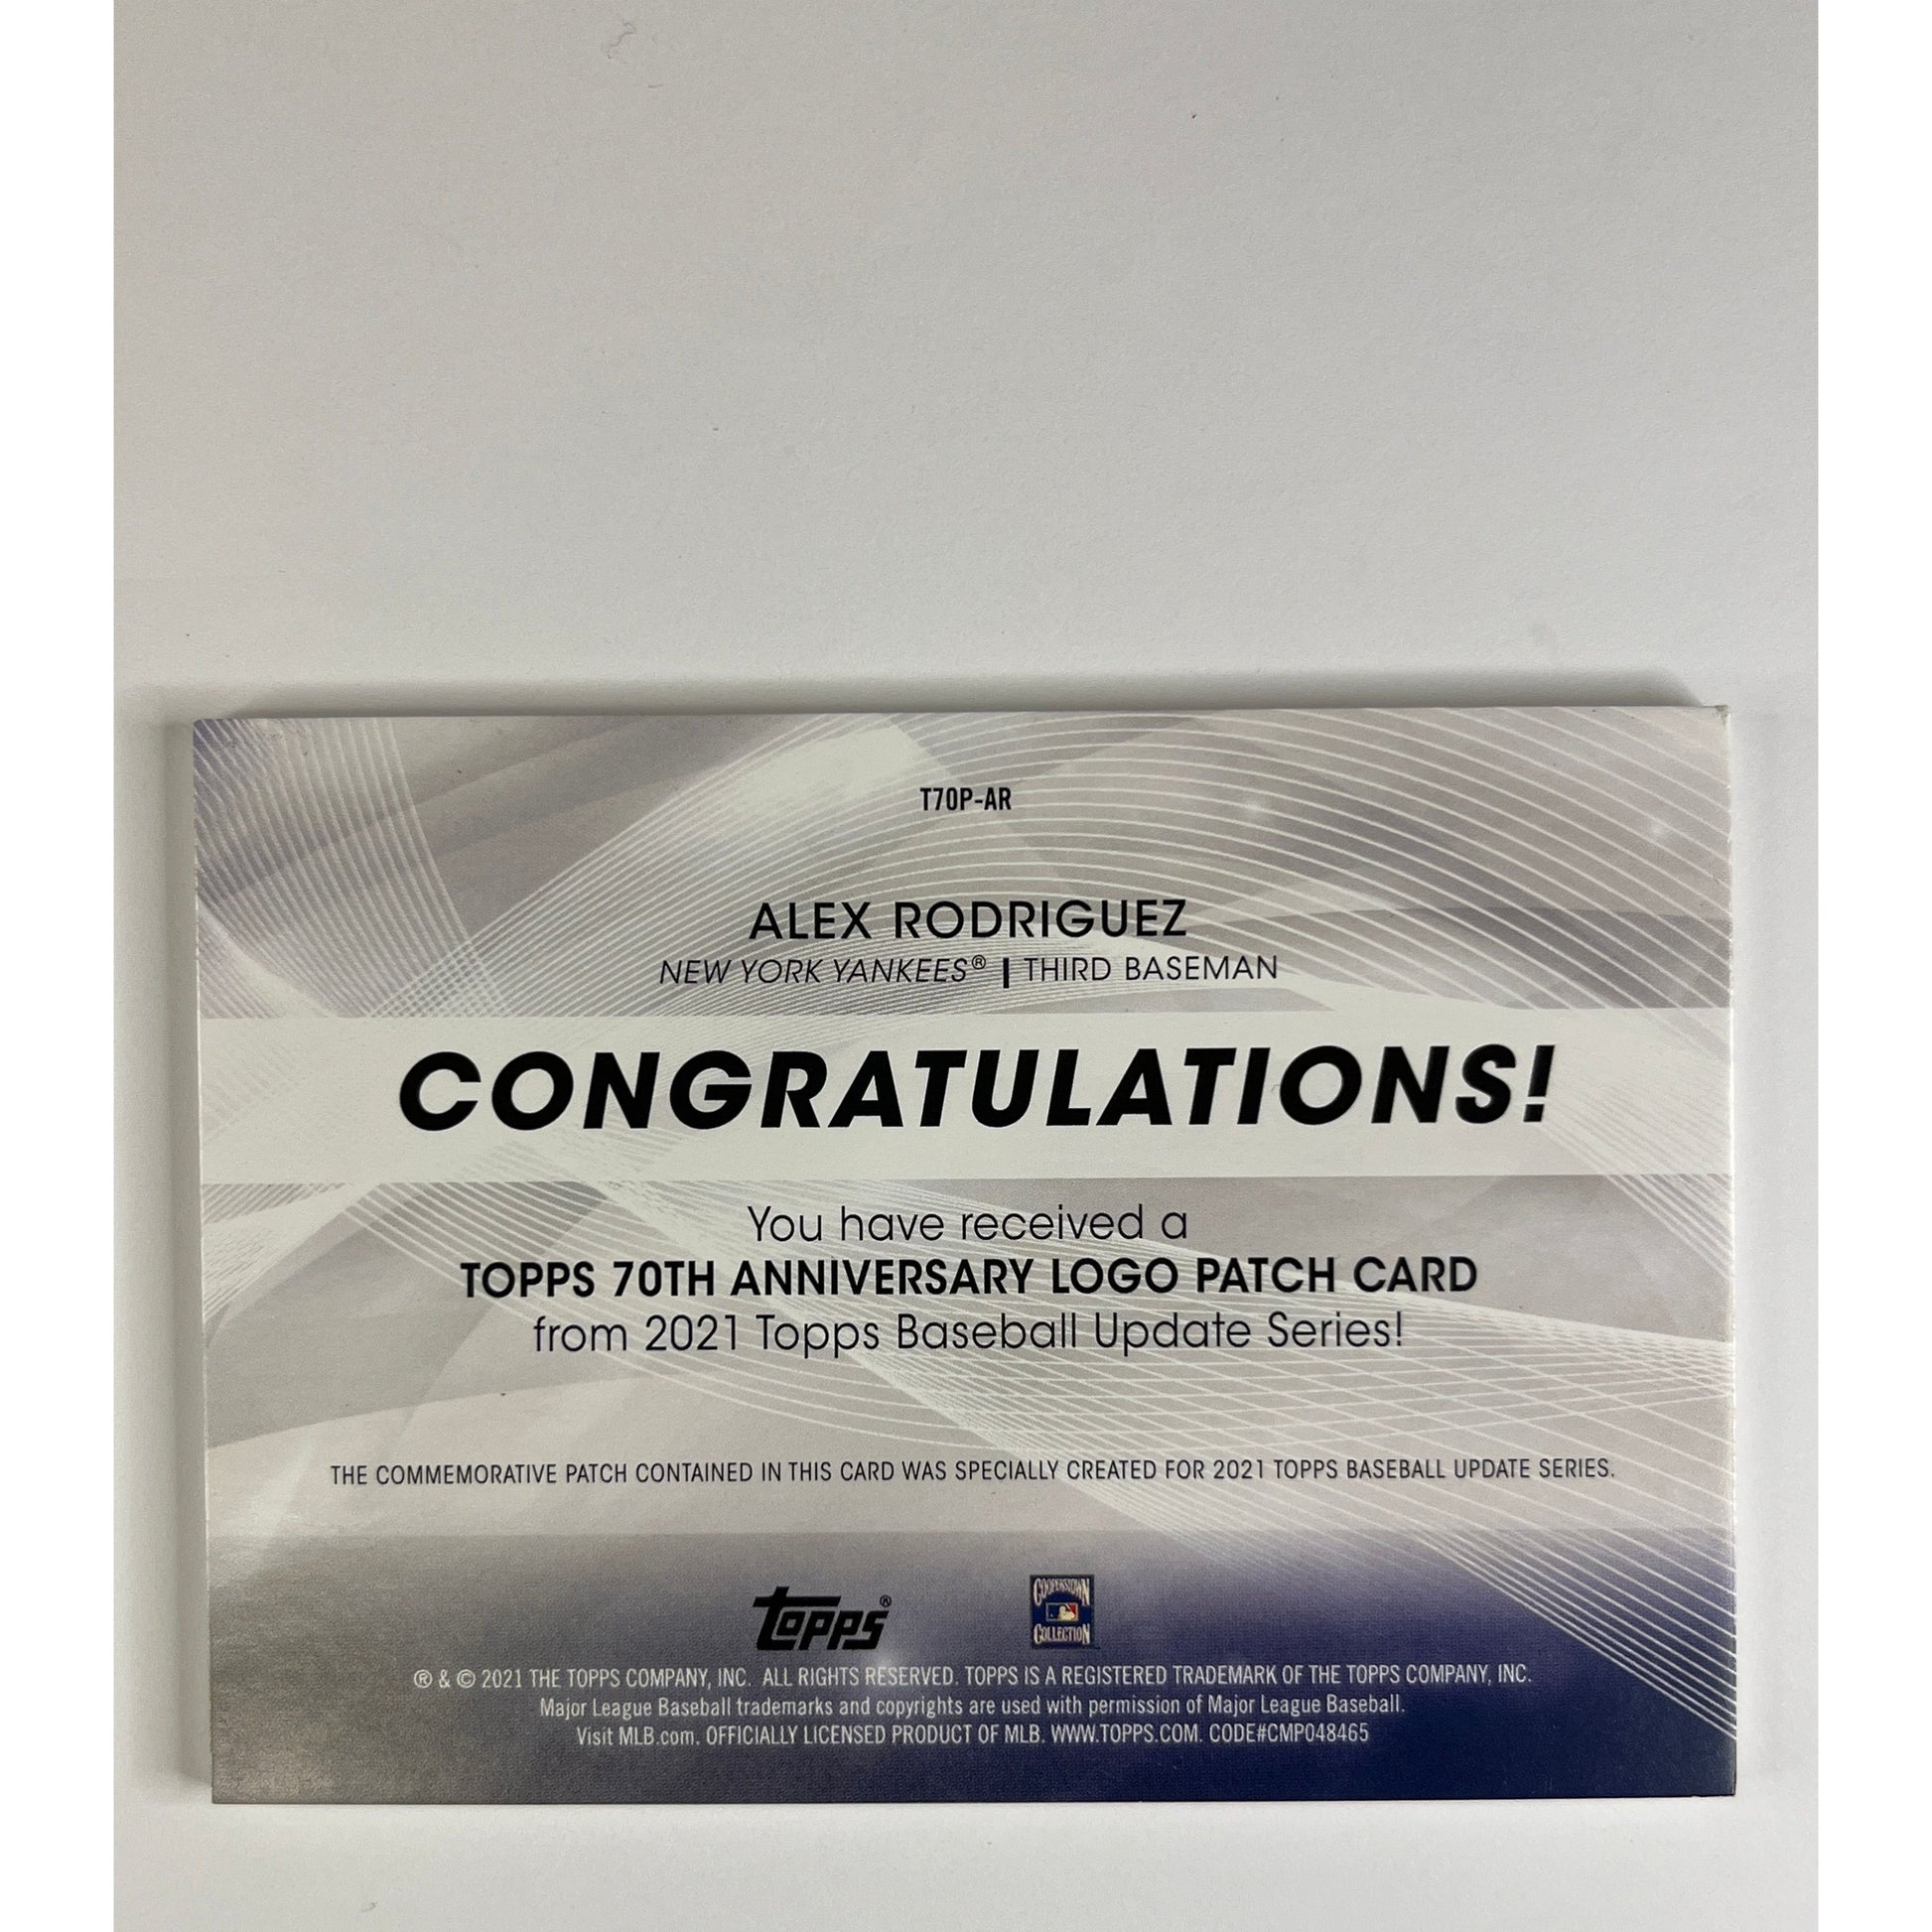 T70P-AR
ALEX RODRIGUEZ
NEW YORK YANKEES® | THIRD BASEMAN
CONGRATULATIONS!
You have received a
TOPPS 70TH ANNIVERSARY LOGO PATCH CARD
from 2021 Topps Baseball Update Series!
THE COMMEMORATIVE PATCH CONTAINED IN THIS CARD WAS SPECIALLY CREATED FOR 2021 TOPPS BASEBALL UPDATE SERIES.
topps®
COOPERSTOWN
COLLECTION
® & © 2021 THE TOPPS COMPANY, INC. ALL RIGHTS RESERVED. TOPPS IS A REGISTERED TRADEMARK OF THE TOPPS COMPANY, INC.
Major League Baseball trademarks and copyrights are used with permission of Major League Baseball.
Visit MLB.com. OFFICIALLY LICENSED PRODUCT OF MLB. WWW.TOPPS.COM. CODE#CMP048465